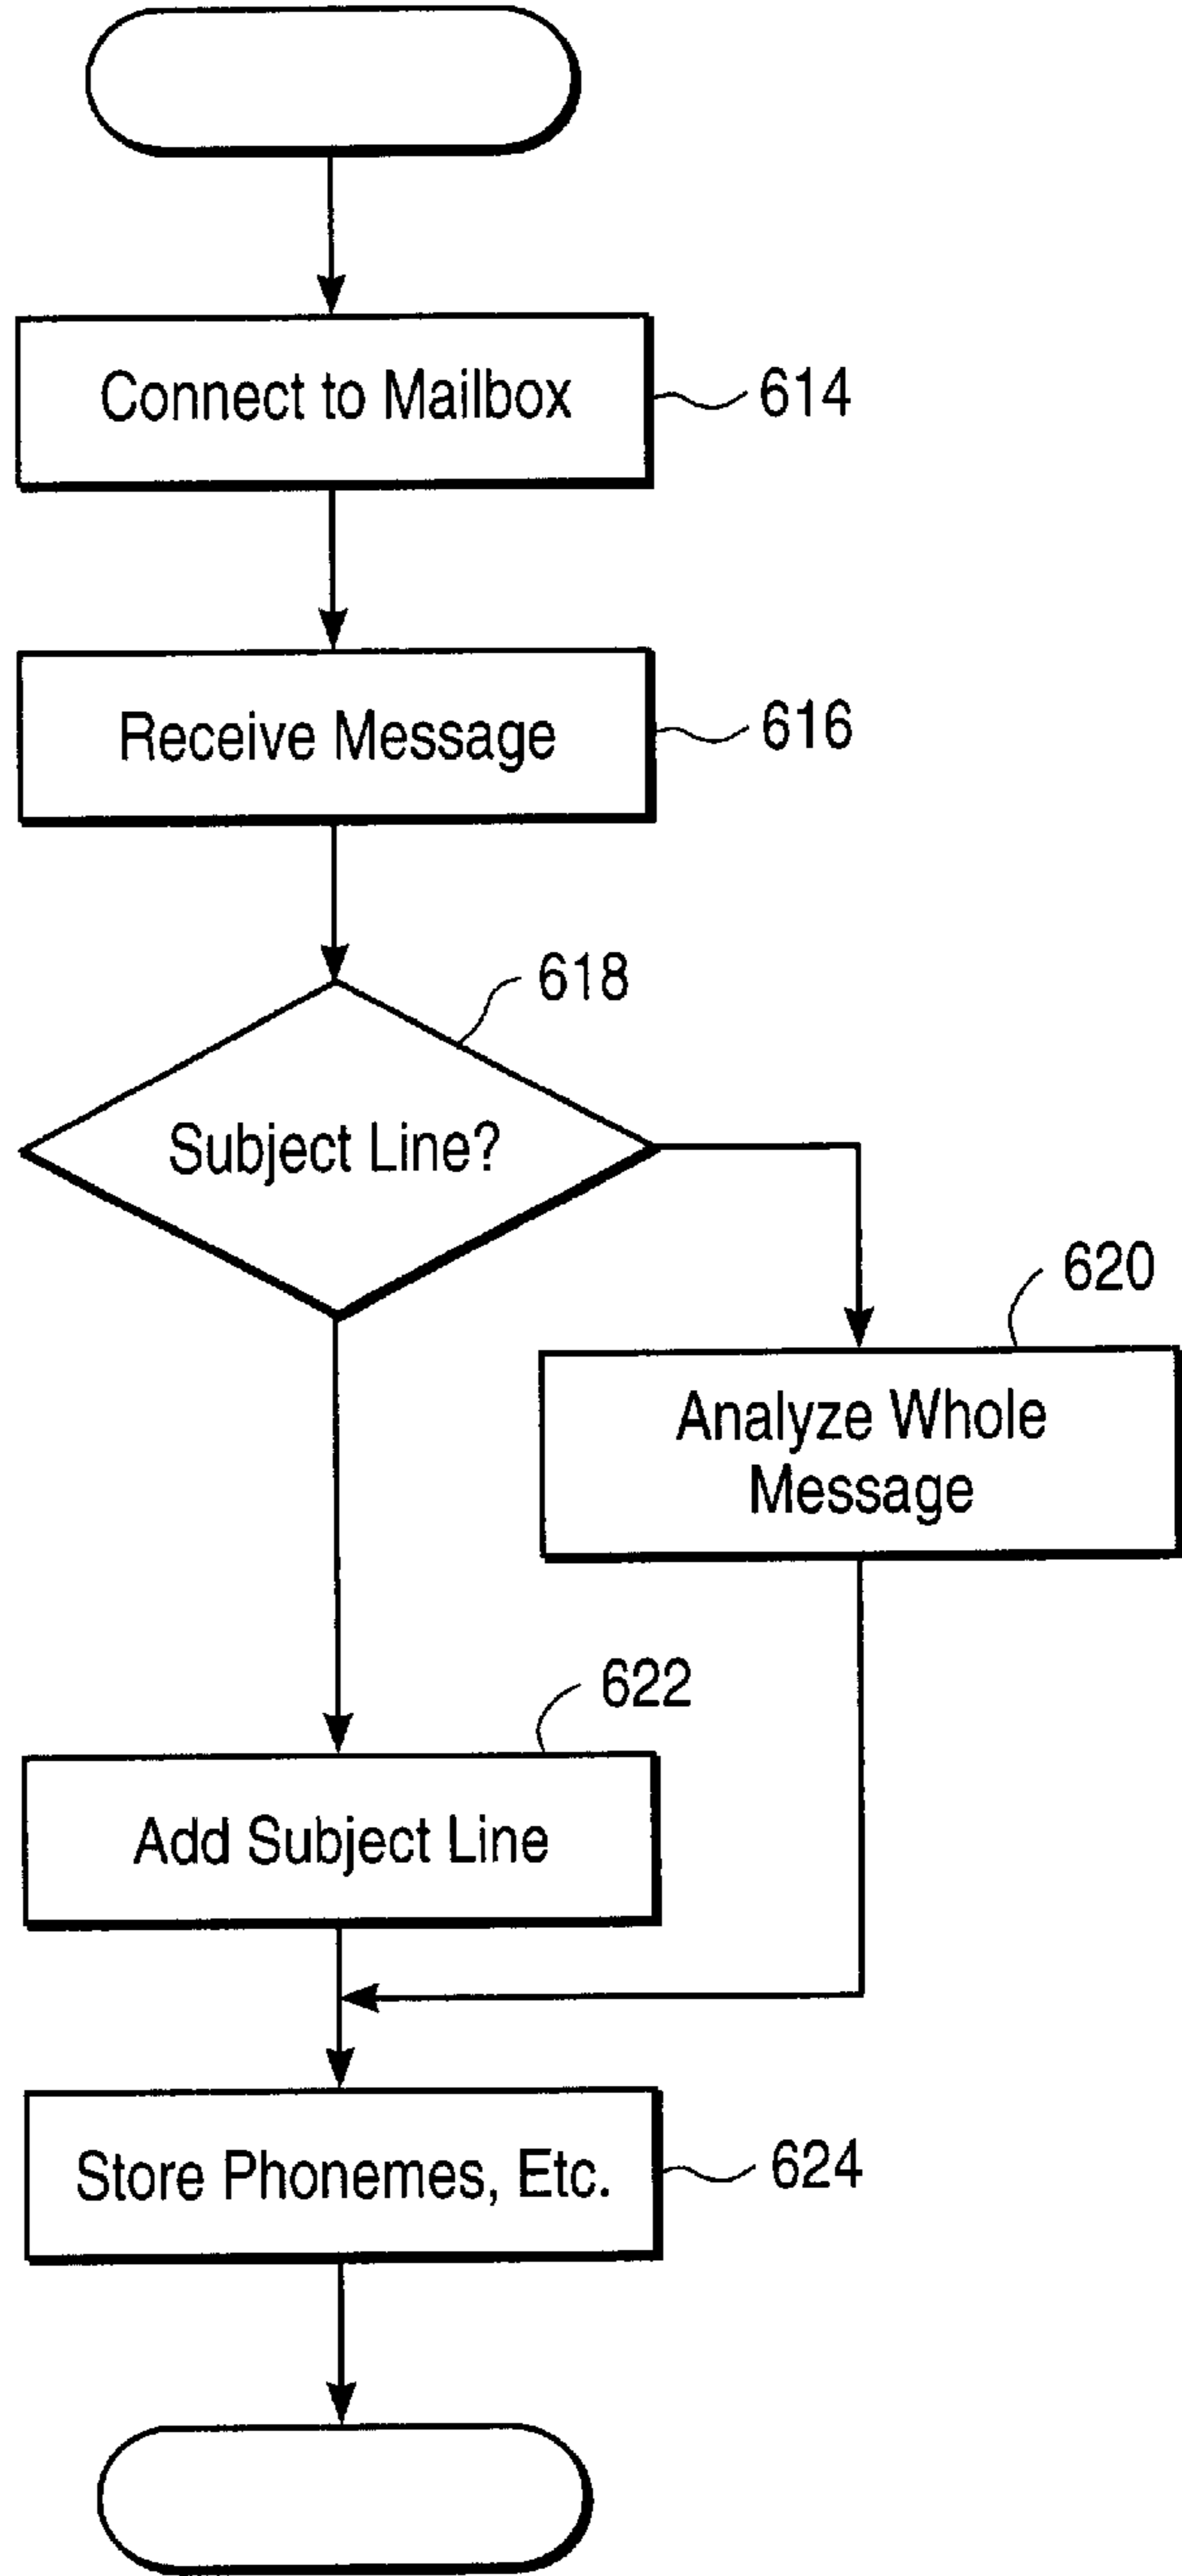 Connect to Mailbox
614
Receive Message
616
618
Subject Line?
620
Analyze Whole
Message
622
Add Subject Line
Store Phonemes, Etc.
624